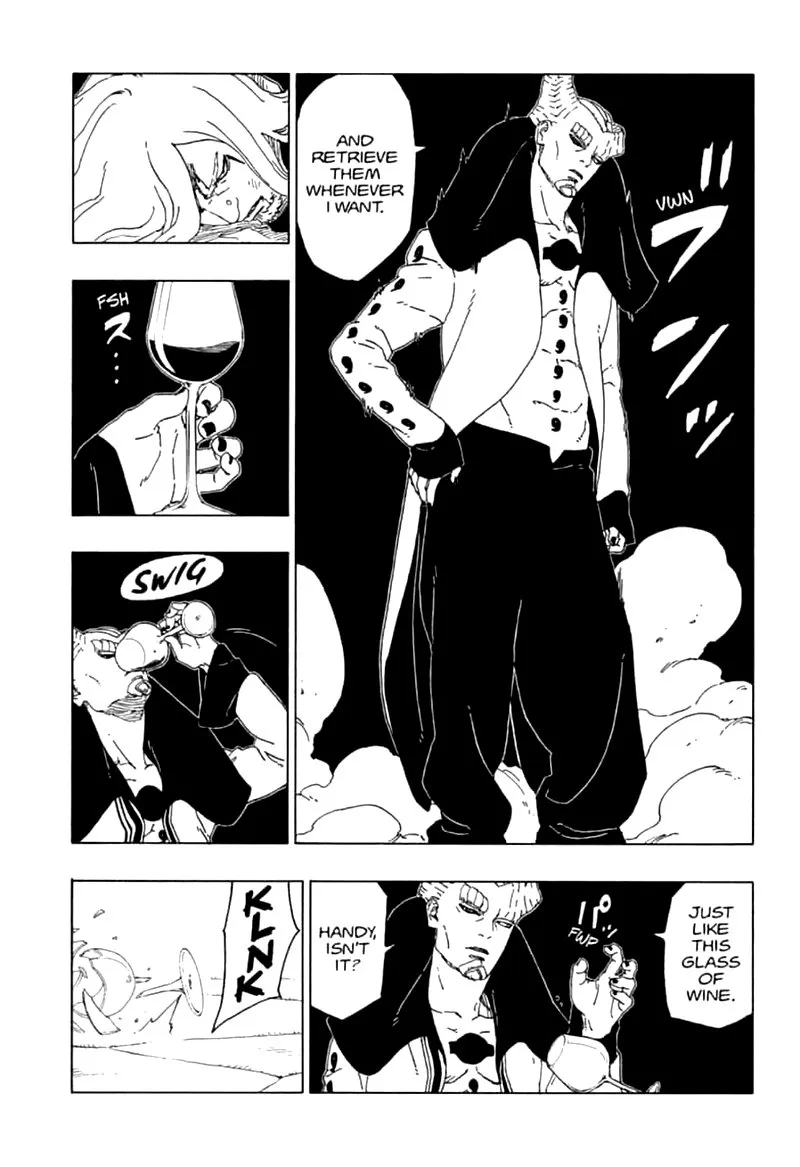 AND
RETRIEVE
THEM
WHENEVER
I WANT.
VWN
ブンッ
FSH
ス...
SWIG
JUST
LIKE
THIS
GLASS
OF
WINE.
パッ
FWP
HANDY,
ISN'T
IT?
KLNK